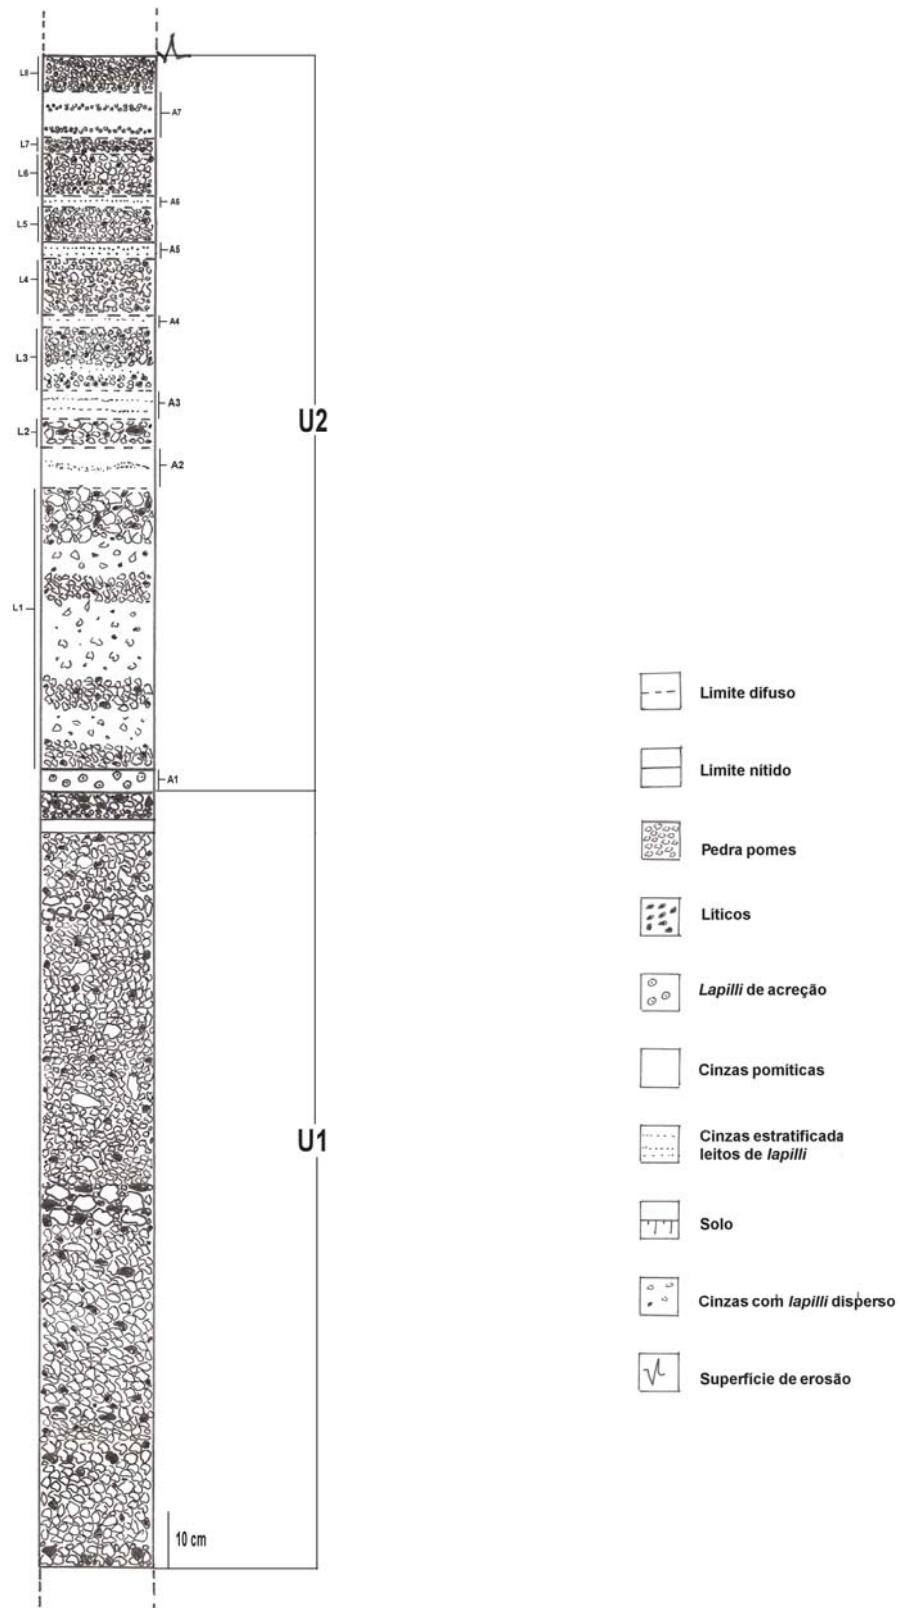 L8
A7
L7
L6
A6
L5
A5
L4
A4
L3
A3
L2
A2
U2
L1
A1
U1
10 cm
Limite difuso
Limite nítido
Pedra pomes
Líticos
Lapilli de acreção
Cinzas pomíticas
Cinzas estratificada
leitos de lapilli
Solo
Cinzas com lapilli disperso
Superfície de erosão